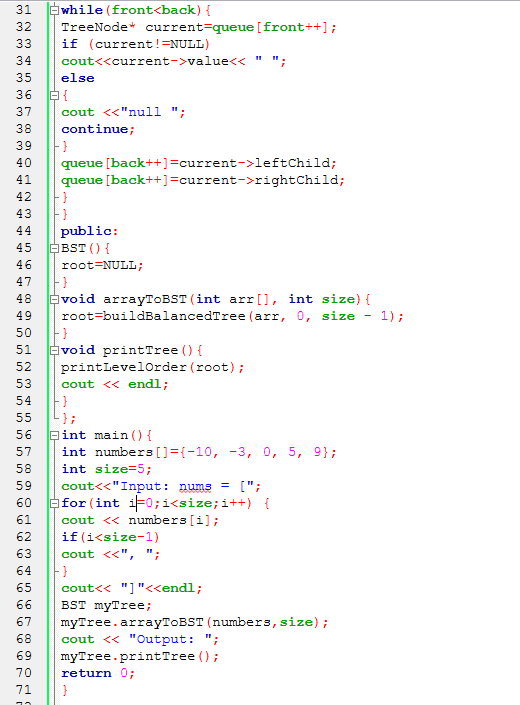 31 while(front<back){
32 TreeNode* current=queue[front++];
33 if (current!=NULL)
34 cout<<current->value<< " ";
35 else
36 {
37 cout <<"null ";
38 continue;
39 }
40 queue[back++]=current->leftChild;
41 queue[back++]=current->rightChild;
42 }
43 }
44 public:
45 BST(){
46 root=NULL;
47 }
48 void arrayToBST(int arr[], int size){
49 root=buildBalancedTree(arr, 0, size - 1);
50 }
51 void printTree(){
52 printLevelOrder(root);
53 cout << endl;
54 }
55 };
56 int main(){
57 int numbers[]={-10, -3, 0, 5, 9};
58 int size=5;
59 cout<<"Input: nums = [";
60 for(int i=0;i<size;i++) {
61 cout << numbers[i];
62 if(i<size-1)
63 cout <<", ";
64 }
65 cout<< "]"<<endl;
66 BST myTree;
67 myTree.arrayToBST(numbers,size);
68 cout << "Output: ";
69 myTree.printTree();
70 return 0;
71 }